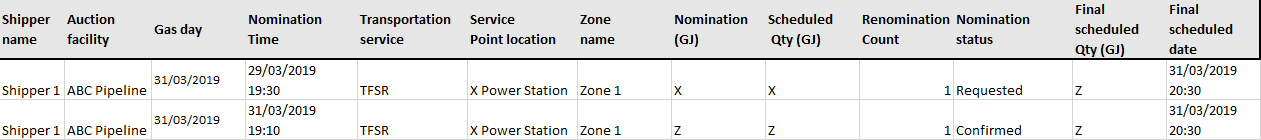 Shipper name Auction facility Gas day Nomination Time Transportation service Service Point location Zone name Nomination (GJ) Scheduled Qty (GJ) Renomination Count Nomination status Final scheduled Qty (GJ) Final scheduled date
Shipper 1 ABC Pipeline 31/03/2019 29/03/2019 19:30 TFSR X Power Station Zone 1 X X 1 Requested Z 31/03/2019 20:30
Shipper 1 ABC Pipeline 31/03/2019 31/03/2019 19:10 TFSR X Power Station Zone 1 Z Z 1 Confirmed Z 31/03/2019 20:30